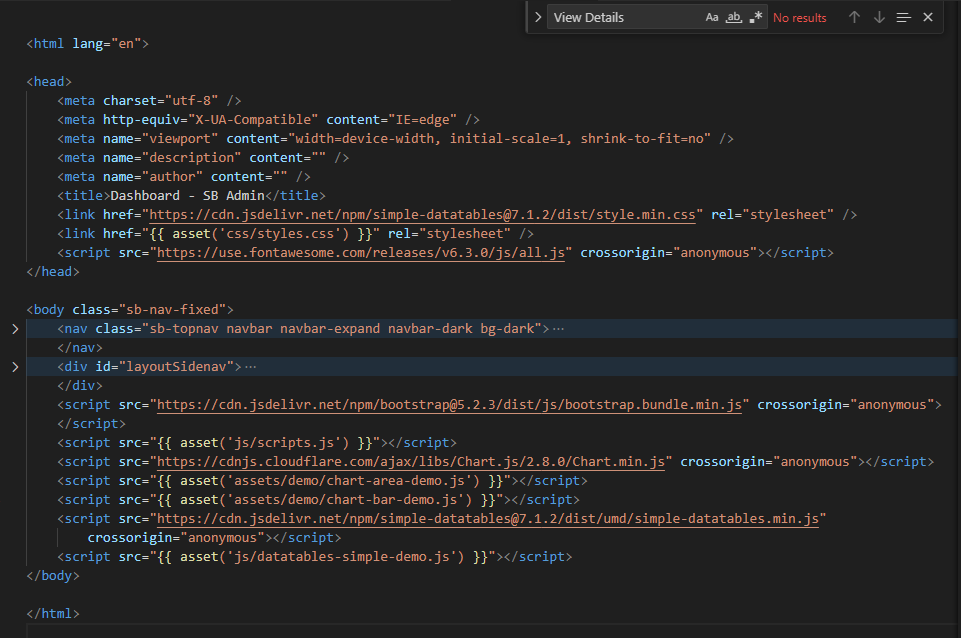 View Details Aa ab .* No results
<html lang="en">
<head>
<meta charset="utf-8" />
<meta http-equiv="X-UA-Compatible" content="IE=edge" />
<meta name="viewport" content="width=device-width, initial-scale=1, shrink-to-fit=no" />
<meta name="description" content="" />
<meta name="author" content="" />
<title>Dashboard - SB Admin</title>
<link href="https://cdn.jsdelivr.net/npm/simple-datatables@7.1.2/dist/style.min.css" rel="stylesheet" />
<link href="{{ asset('css/styles.css') }}" rel="stylesheet" />
<script src="https://use.fontawesome.com/releases/v6.3.0/js/all.js" crossorigin="anonymous"></script>
</head>
<body class="sb-nav-fixed">
<nav class="sb-topnav navbar navbar-expand navbar-dark bg-dark">⋯
</nav>
<div id="layoutSidenav">⋯
</div>
<script src="https://cdn.jsdelivr.net/npm/bootstrap@5.2.3/dist/js/bootstrap.bundle.min.js" crossorigin="anonymous">
</script>
<script src="{{ asset('js/scripts.js') }}"></script>
<script src="https://cdnjs.cloudflare.com/ajax/libs/Chart.js/2.8.0/Chart.min.js" crossorigin="anonymous"></script>
<script src="{{ asset('assets/demo/chart-area-demo.js') }}"></script>
<script src="{{ asset('assets/demo/chart-bar-demo.js') }}"></script>
<script src="https://cdn.jsdelivr.net/npm/simple-datatables@7.1.2/dist/umd/simple-datatables.min.js"
crossorigin="anonymous"></script>
<script src="{{ asset('js/datatables-simple-demo.js') }}"></script>
</body>
</html>